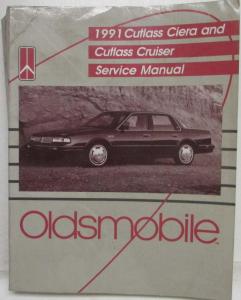 1991 Cutlass Ciera and
Cutlass Cruiser
Service Manual
Oldsmobile